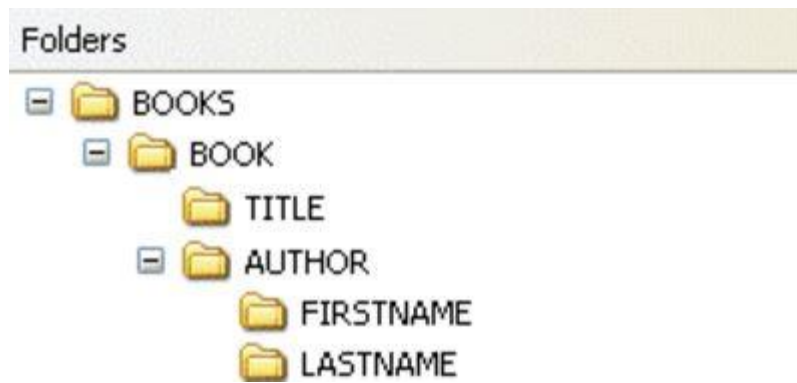 Folders
BOOKS
BOOK
TITLE
AUTHOR
FIRSTNAME
LASTNAME